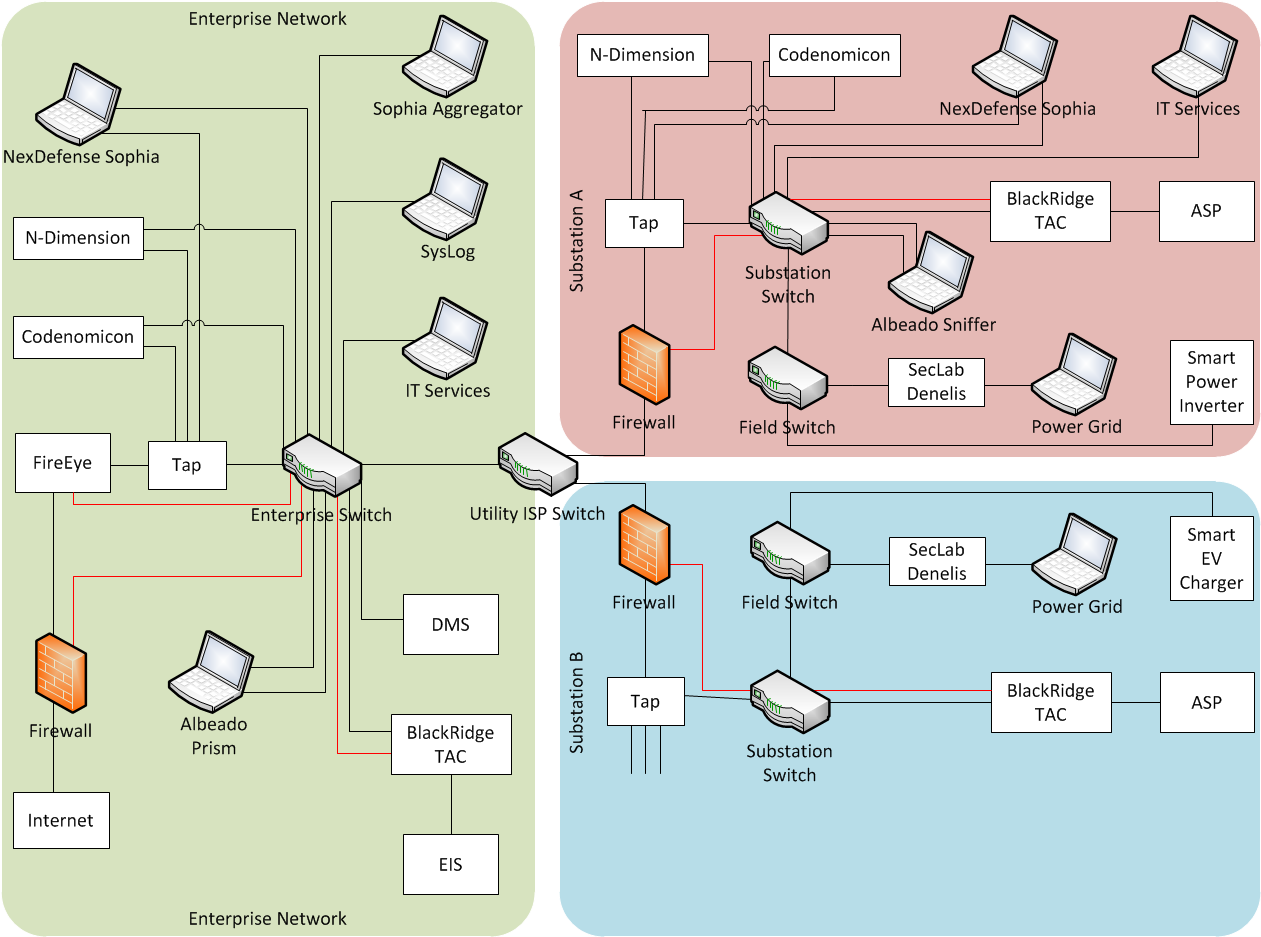 Enterprise Network
Sophia Aggregator
NexDefense Sophia
N-Dimension
SysLog
Codenomicon
IT Services
FireEye
Tap
Enterprise Switch
Utility ISP Switch
DMS
Firewall
Albeado
Prism
BlackRidge
TAC
Internet
EIS
Enterprise Network
Substation A
N-Dimension
Codenomicon
NexDefense Sophia
IT Services
Tap
BlackRidge
TAC
ASP
Substation
Switch
Albeado Sniffer
Firewall
Field Switch
SecLab
Denelis
Power Grid
Smart
Power
Inverter
Substation B
Firewall
Field Switch
SecLab
Denelis
Power Grid
Smart
EV
Charger
Tap
Substation
Switch
BlackRidge
TAC
ASP